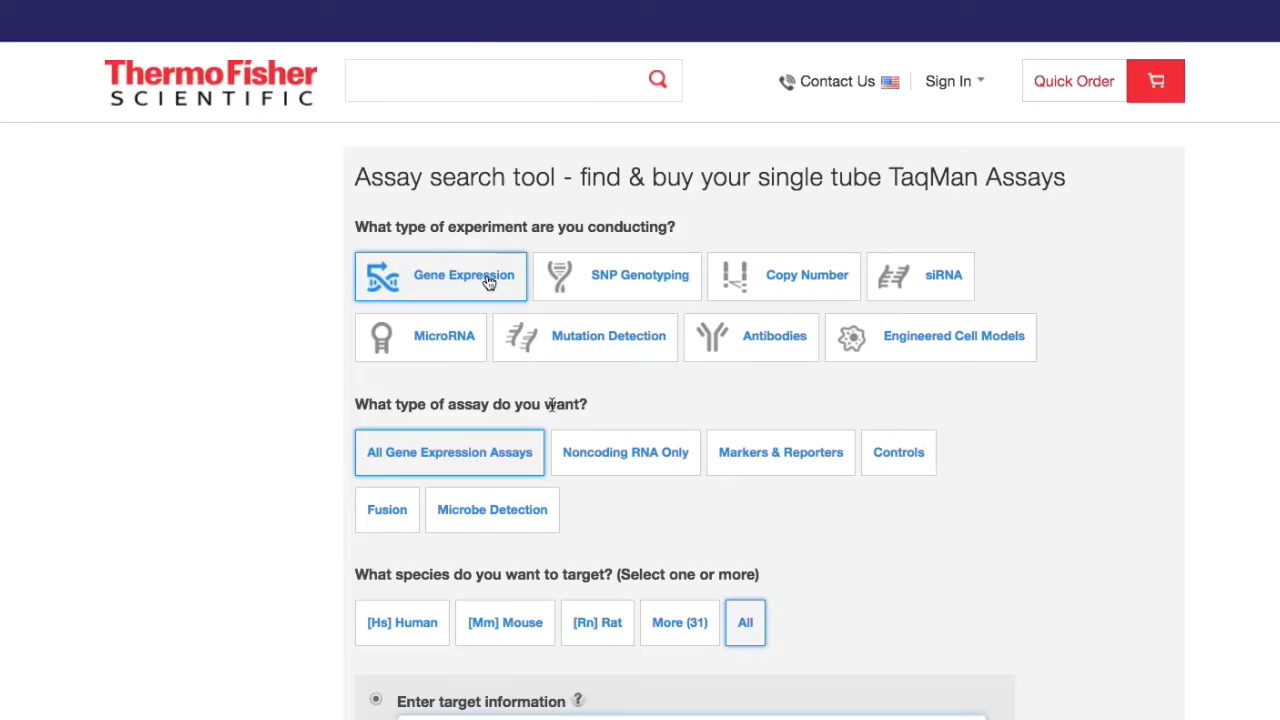 ThermoFisher
SCIENTIFIC
Contact Us
Sign In
Quick Order
Assay search tool - find & buy your single tube TaqMan Assays
What type of experiment are you conducting?
Gene Expression
SNP Genotyping
Copy Number
siRNA
MicroRNA
Mutation Detection
Antibodies
Engineered Cell Models
What type of assay do you want?
All Gene Expression Assays
Noncoding RNA Only
Markers & Reporters
Controls
Fusion
Microbe Detection
What species do you want to target? (Select one or more)
[Hs] Human
[Mm] Mouse
[Rn] Rat
More (31)
All
Enter target information ?